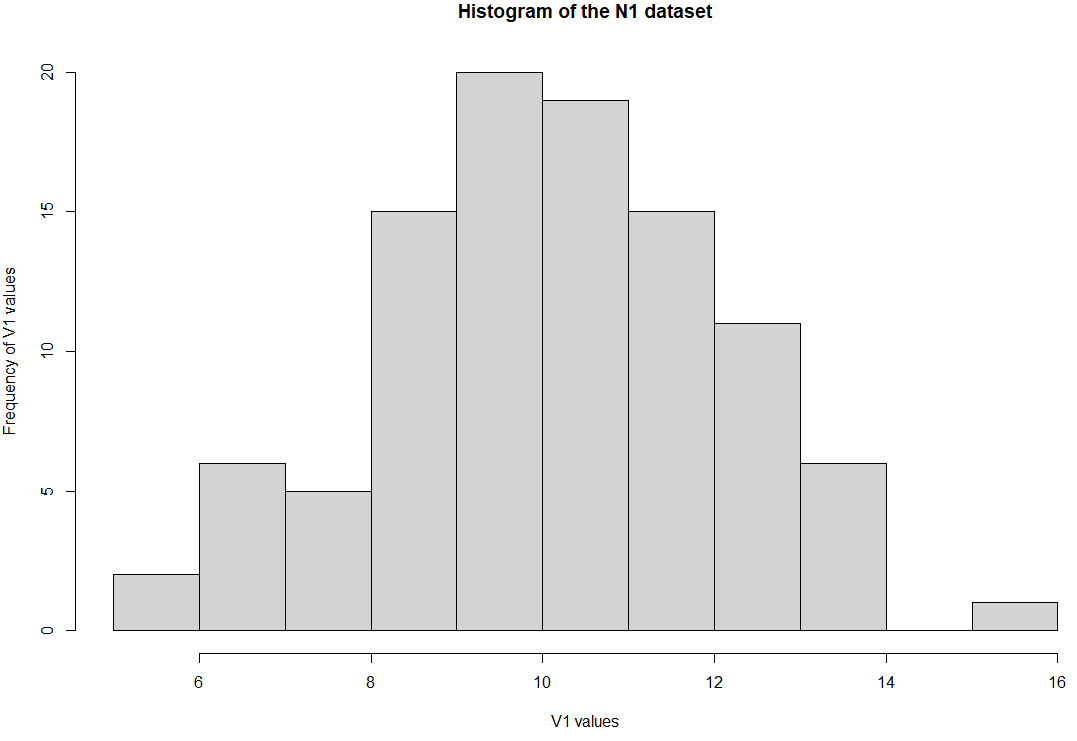 Histogram of the N1 dataset
Frequency of V1 values
20
15
10
5
0
6 8 10 12 14 16
V1 values